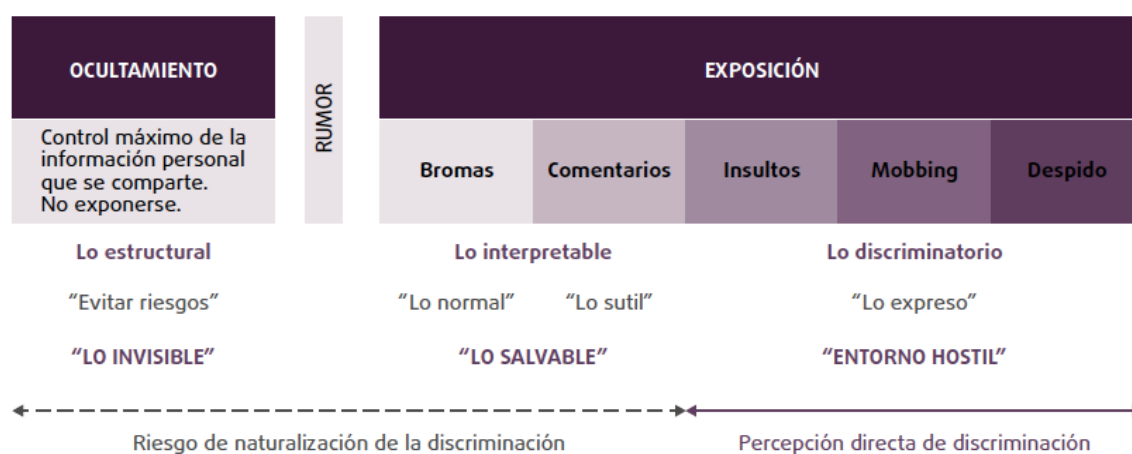 OCULTAMIENTO
Control máximo de la
información personal
que se comparte.
No exponerse.
RUMOR
EXPOSICIÓN
Bromas
Comentarios
Insultos
Mobbing
Despido
Lo estructural
Lo interpretable
Lo discriminatorio
“Evitar riesgos”
“Lo normal”
“Lo sutil”
“Lo expreso”
“LO INVISIBLE”
“LO SALVABLE”
“ENTORNO HOSTIL”
Riesgo de naturalización de la discriminación
Percepción directa de discriminación